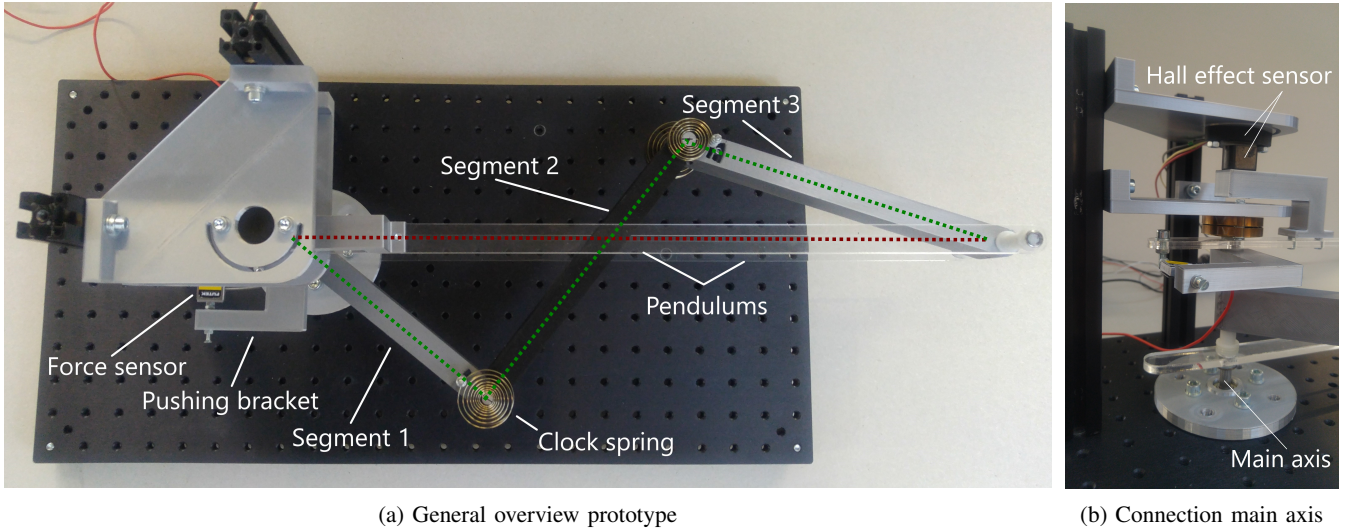 Segment 3
Hall effect sensor
Segment 2
Pendulums
FUTEK
Force sensor
Pushing bracket
Segment 1
Clock spring
Main axis
(a) General overview prototype
(b) Connection main axis